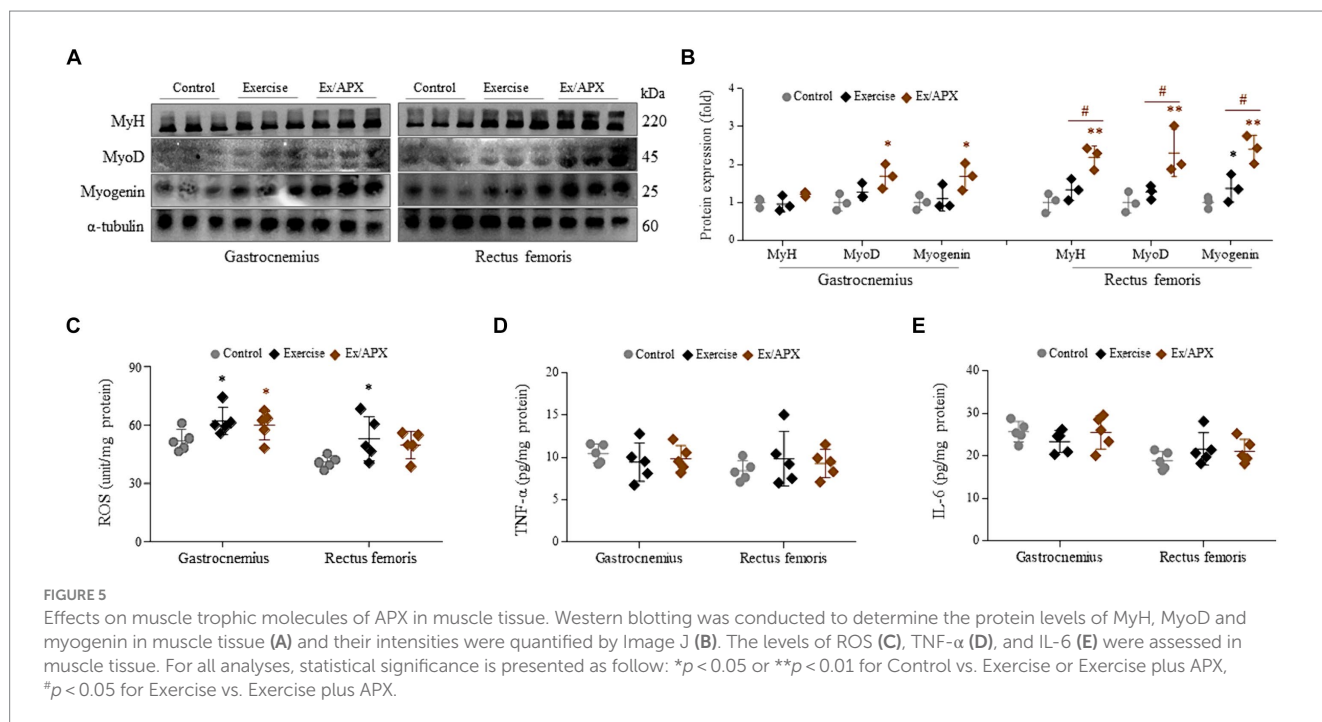 A
Control Exercise Ex/APX Control Exercise Ex/APX kDa
MyH 220
MyoD 45
Myogenin 25
α-tubulin 60
Gastrocnemius Rectus femoris
B
Control Exercise Ex/APX
Protein expression (fold)
4
3
2
1
0
* * # ** # ** * # **
MyH MyoD Myogenin MyH MyoD Myogenin
Gastrocnemius Rectus femoris
C
Control Exercise Ex/APX
ROS (unit/mg protein)
90
60
30
0
* * *
Gastrocnemius Rectus femoris
D
Control Exercise Ex/APX
TNF-α (pg/mg protein)
20
15
10
5
0
Gastrocnemius Rectus femoris
E
Control Exercise Ex/APX
IL-6 (pg/mg protein)
40
30
20
10
0
Gastrocnemius Rectus femoris
FIGURE 5
Effects on muscle trophic molecules of APX in muscle tissue. Western blotting was conducted to determine the protein levels of MyH, MyoD and
myogenin in muscle tissue (A) and their intensities were quantified by Image J (B). The levels of ROS (C), TNF-α (D), and IL-6 (E) were assessed in
muscle tissue. For all analyses, statistical significance is presented as follow: *p < 0.05 or **p < 0.01 for Control vs. Exercise or Exercise plus APX,
#p < 0.05 for Exercise vs. Exercise plus APX.